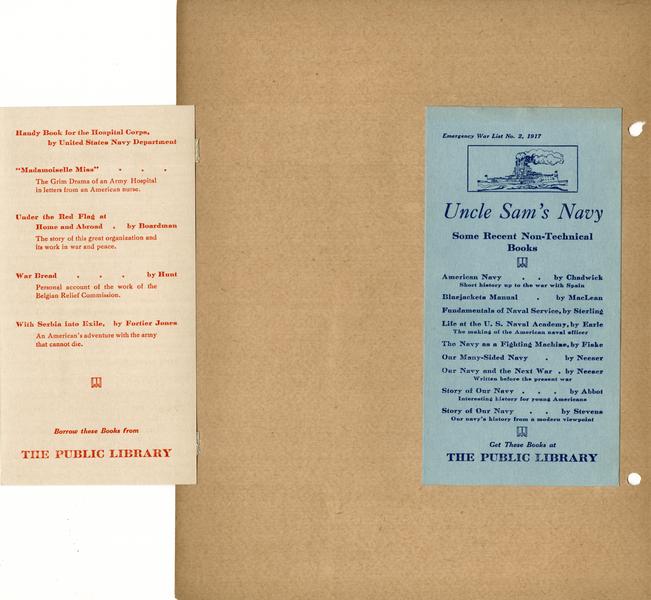 Handy Book for the Hospital Corps,
by United States Navy Department
"Madamoiselle Miss" . . .
The Grim Drama of an Army Hospital
in letters from an American nurse.
Under the Red Flag at
Home and Abroad . by Boardman
The story of this great organization and
its work in war and peace.
War Bread . . . by Hunt
Personal account of the work of the
Belgian Relief Commission.
With Serbia into Exile, by Fortier Jones
An American's adventure with the army
that cannot die.
Borrow these Books from
THE PUBLIC LIBRARY
Emergency War List No. 2, 1917
Uncle Sam's Navy
Some Recent Non-Technical
Books
American Navy . . by Chadwick
Short history up to the war with Spain
Bluejackets Manual . by MacLean
Fundamentals of Naval Service, by Sterling
Life at the U. S. Naval Academy, by Earle
The making of the American naval officer
The Navy as a Fighting Machine, by Fiske
Our Many-Sided Navy . by Neeser
Our Navy and the Next War . by Neeser
Written before the present war
Story of Our Navy . . . by Abbot
Interesting history for young Americans
Story of Our Navy . . by Stevens
Our navy's history from a modern viewpoint
Get These Books at
THE PUBLIC LIBRARY